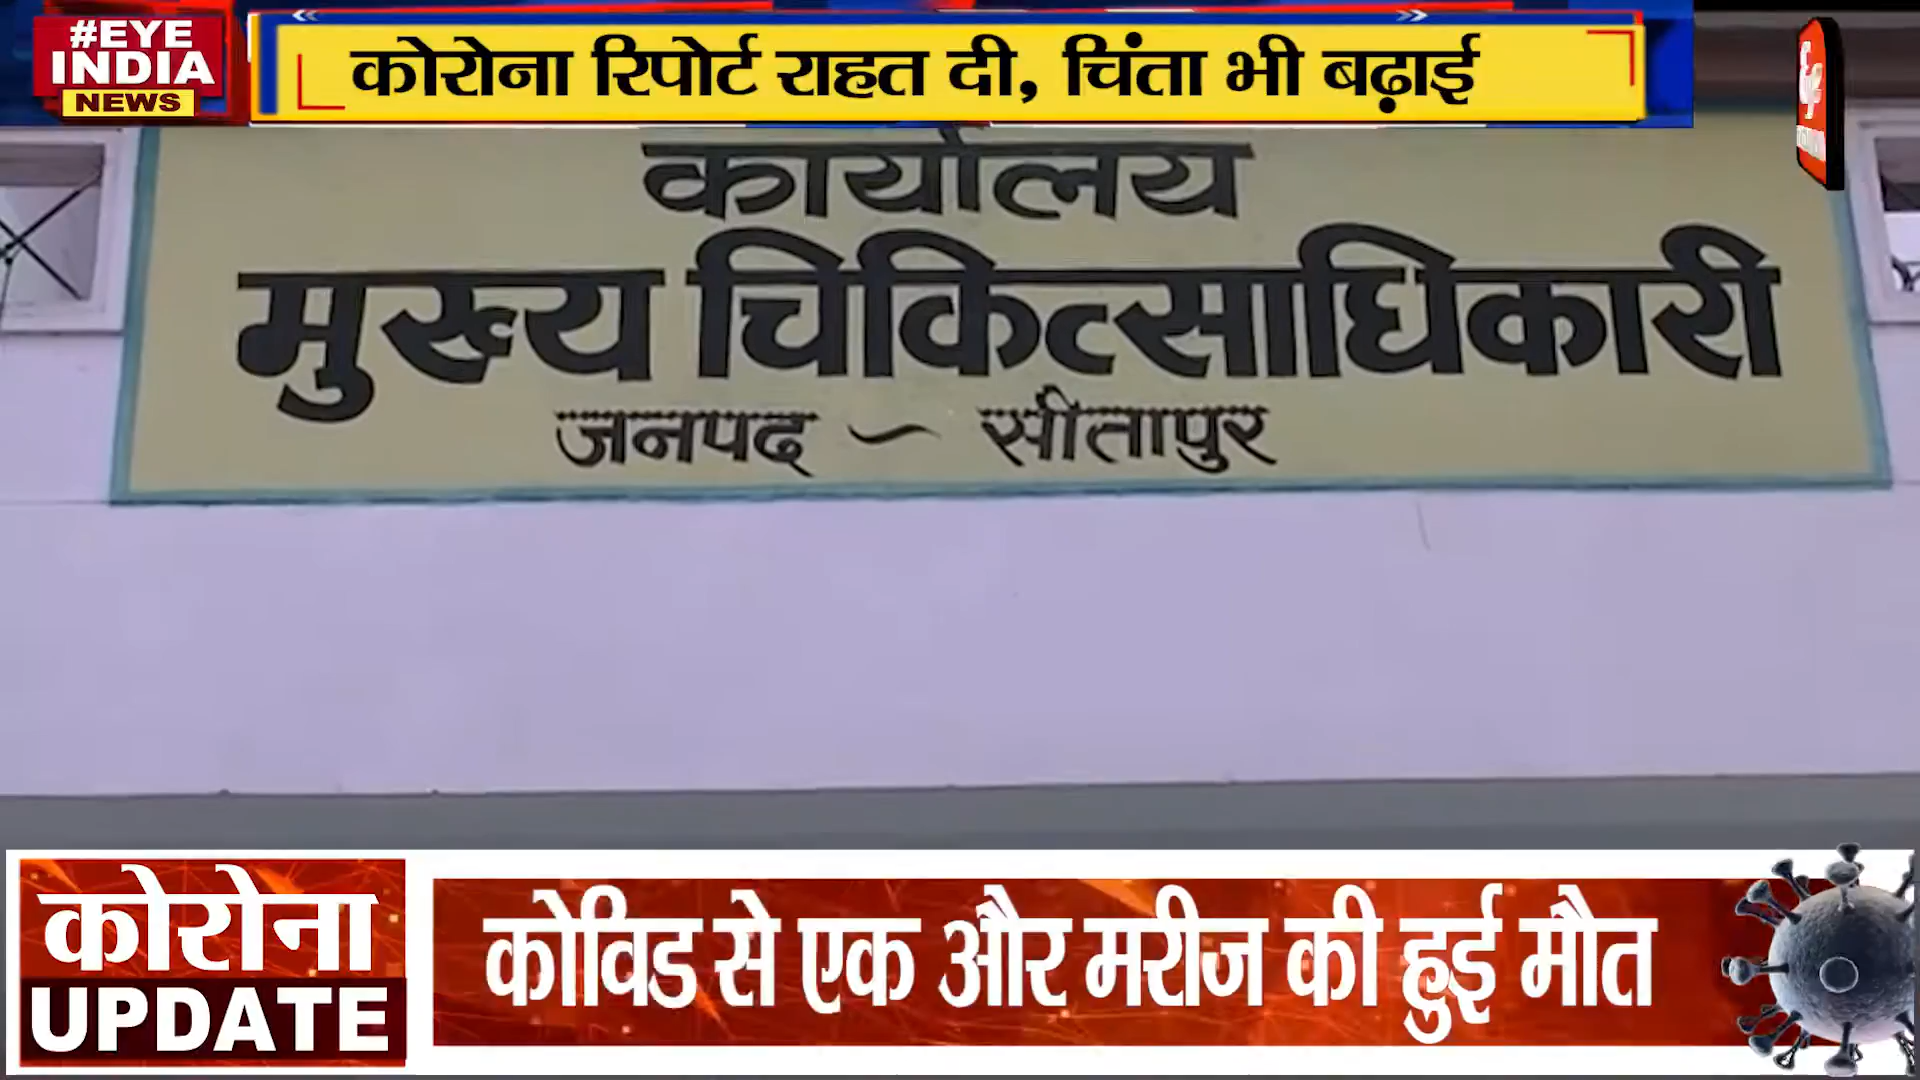 #EYE
INDIA
NEWS
कोरोना रिपोर्ट राहत दी, चिंता भी बढ़ाई
कार्यालय
मुख्य चिकित्साधिकारी
जनपद ~ सीतापुर
कोरोना
UPDATE
कोविड से एक और मरीज की हुई मौत